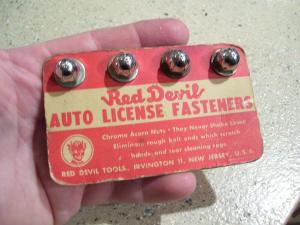 Red Devil
AUTO LICENSE FASTENERS
Chrome Acorn Nuts - They Never Shake Loose
Eliminate rough bolt ends which scratch
hands, and tear cleaning rags
RED DEVIL TOOLS, IRVINGTON 11, NEW JERSEY, U.S.A.